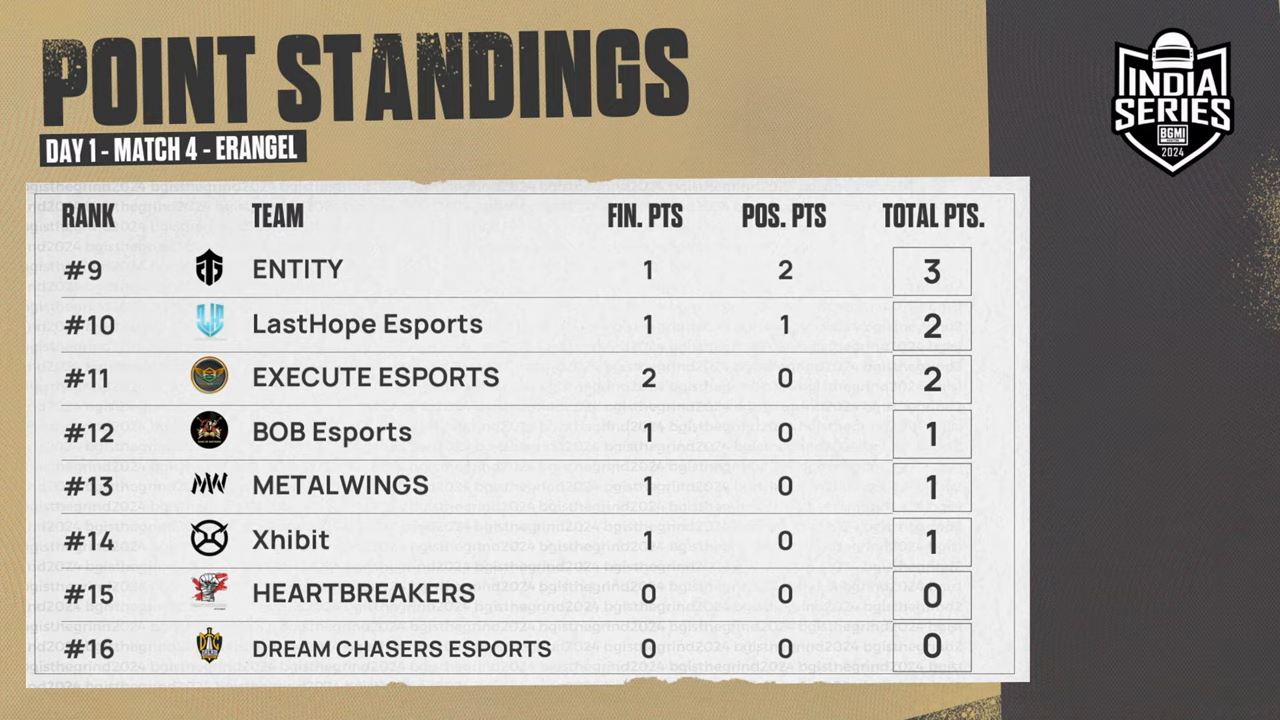 POINT STANDINGS
DAY 1 - MATCH 4 - ERANGEL
INDIA
SERIES
BGMI
2024
RANK TEAM FIN. PTS POS. PTS TOTAL PTS.
#9 ENTITY 1 2 3
#10 LastHope Esports 1 1 2
#11 EXECUTE ESPORTS 2 0 2
#12 BOB Esports 1 0 1
#13 METALWINGS 1 0 1
#14 Xhibit 1 0 1
#15 HEARTBREAKERS 0 0 0
#16 DREAM CHASERS ESPORTS 0 0 0